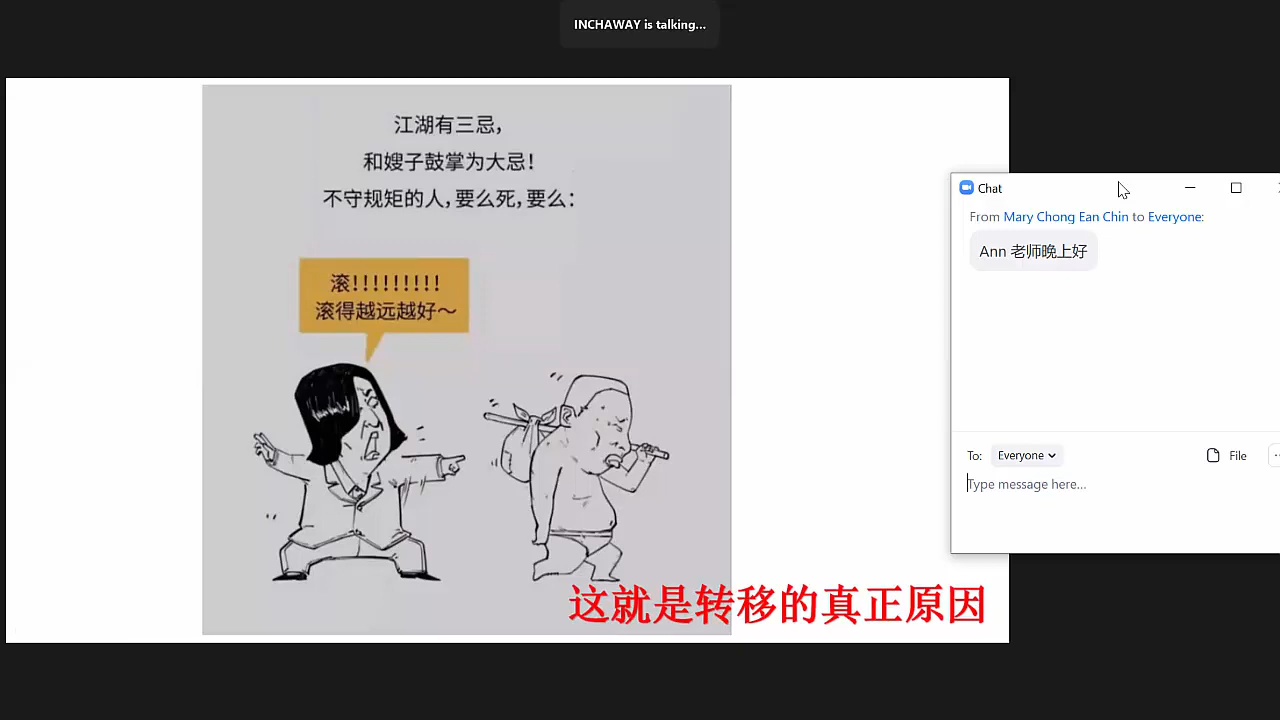 INCHAWAY is talking...
江湖有三忌，
和嫂子鼓掌为大忌！
不守规矩的人，要么死，要么：
滚!!!!!!!!!
滚得越远越好～
这就是转移的真正原因
Chat
From Mary Chong Ean Chin to Everyone:
Ann 老师晚上好
To: Everyone File
Type message here...